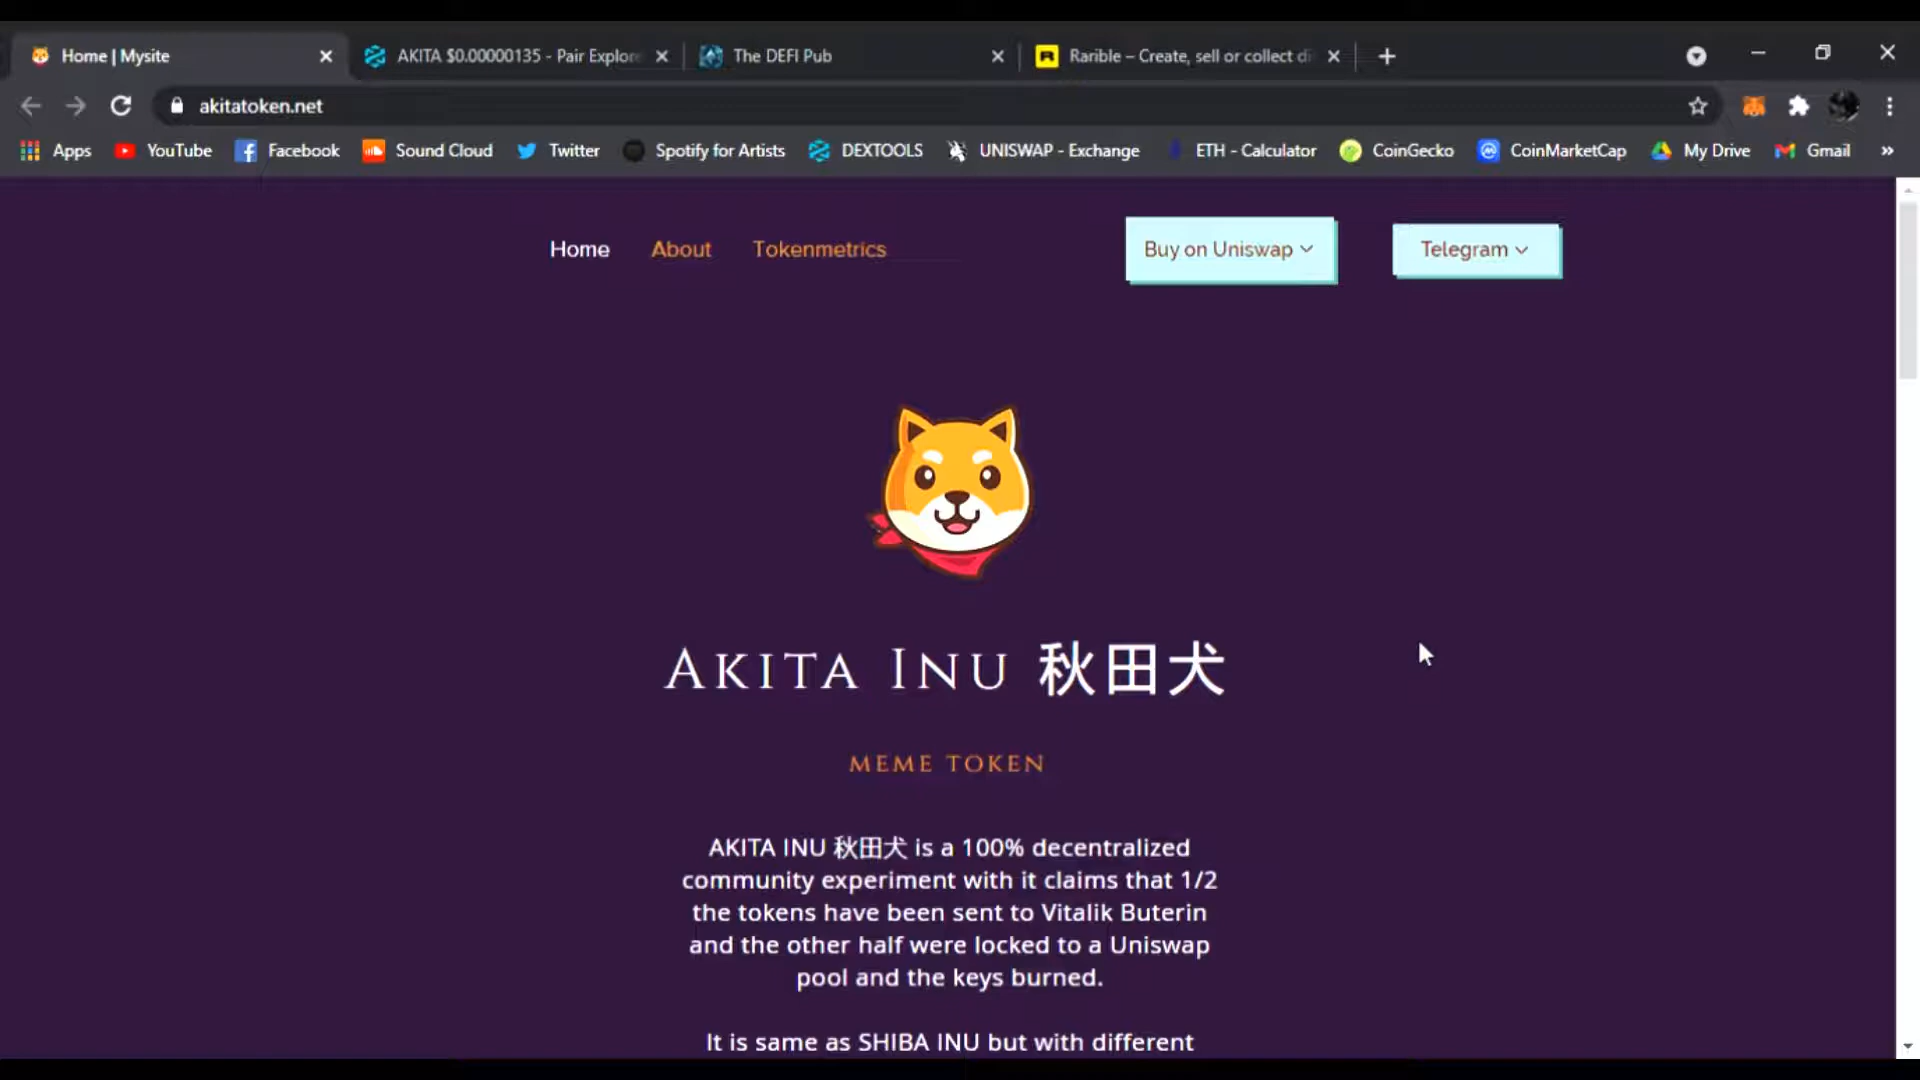 Home | Mysite
AKITA $0.00000135 - Pair Explore
The DEFI Pub
Rarible – Create, sell or collect di
akitatoken.net
Apps
YouTube
Facebook
Sound Cloud
Twitter
Spotify for Artists
DEXTOOLS
UNISWAP - Exchange
ETH - Calculator
CoinGecko
CoinMarketCap
My Drive
Gmail
Home
About
Tokenmetrics
Buy on Uniswap
Telegram
AKITA INU 秋田犬
MEME TOKEN
AKITA INU 秋田犬 is a 100% decentralized
community experiment with it claims that 1/2
the tokens have been sent to Vitalik Buterin
and the other half were locked to a Uniswap
pool and the keys burned.
It is same as SHIBA INU but with different